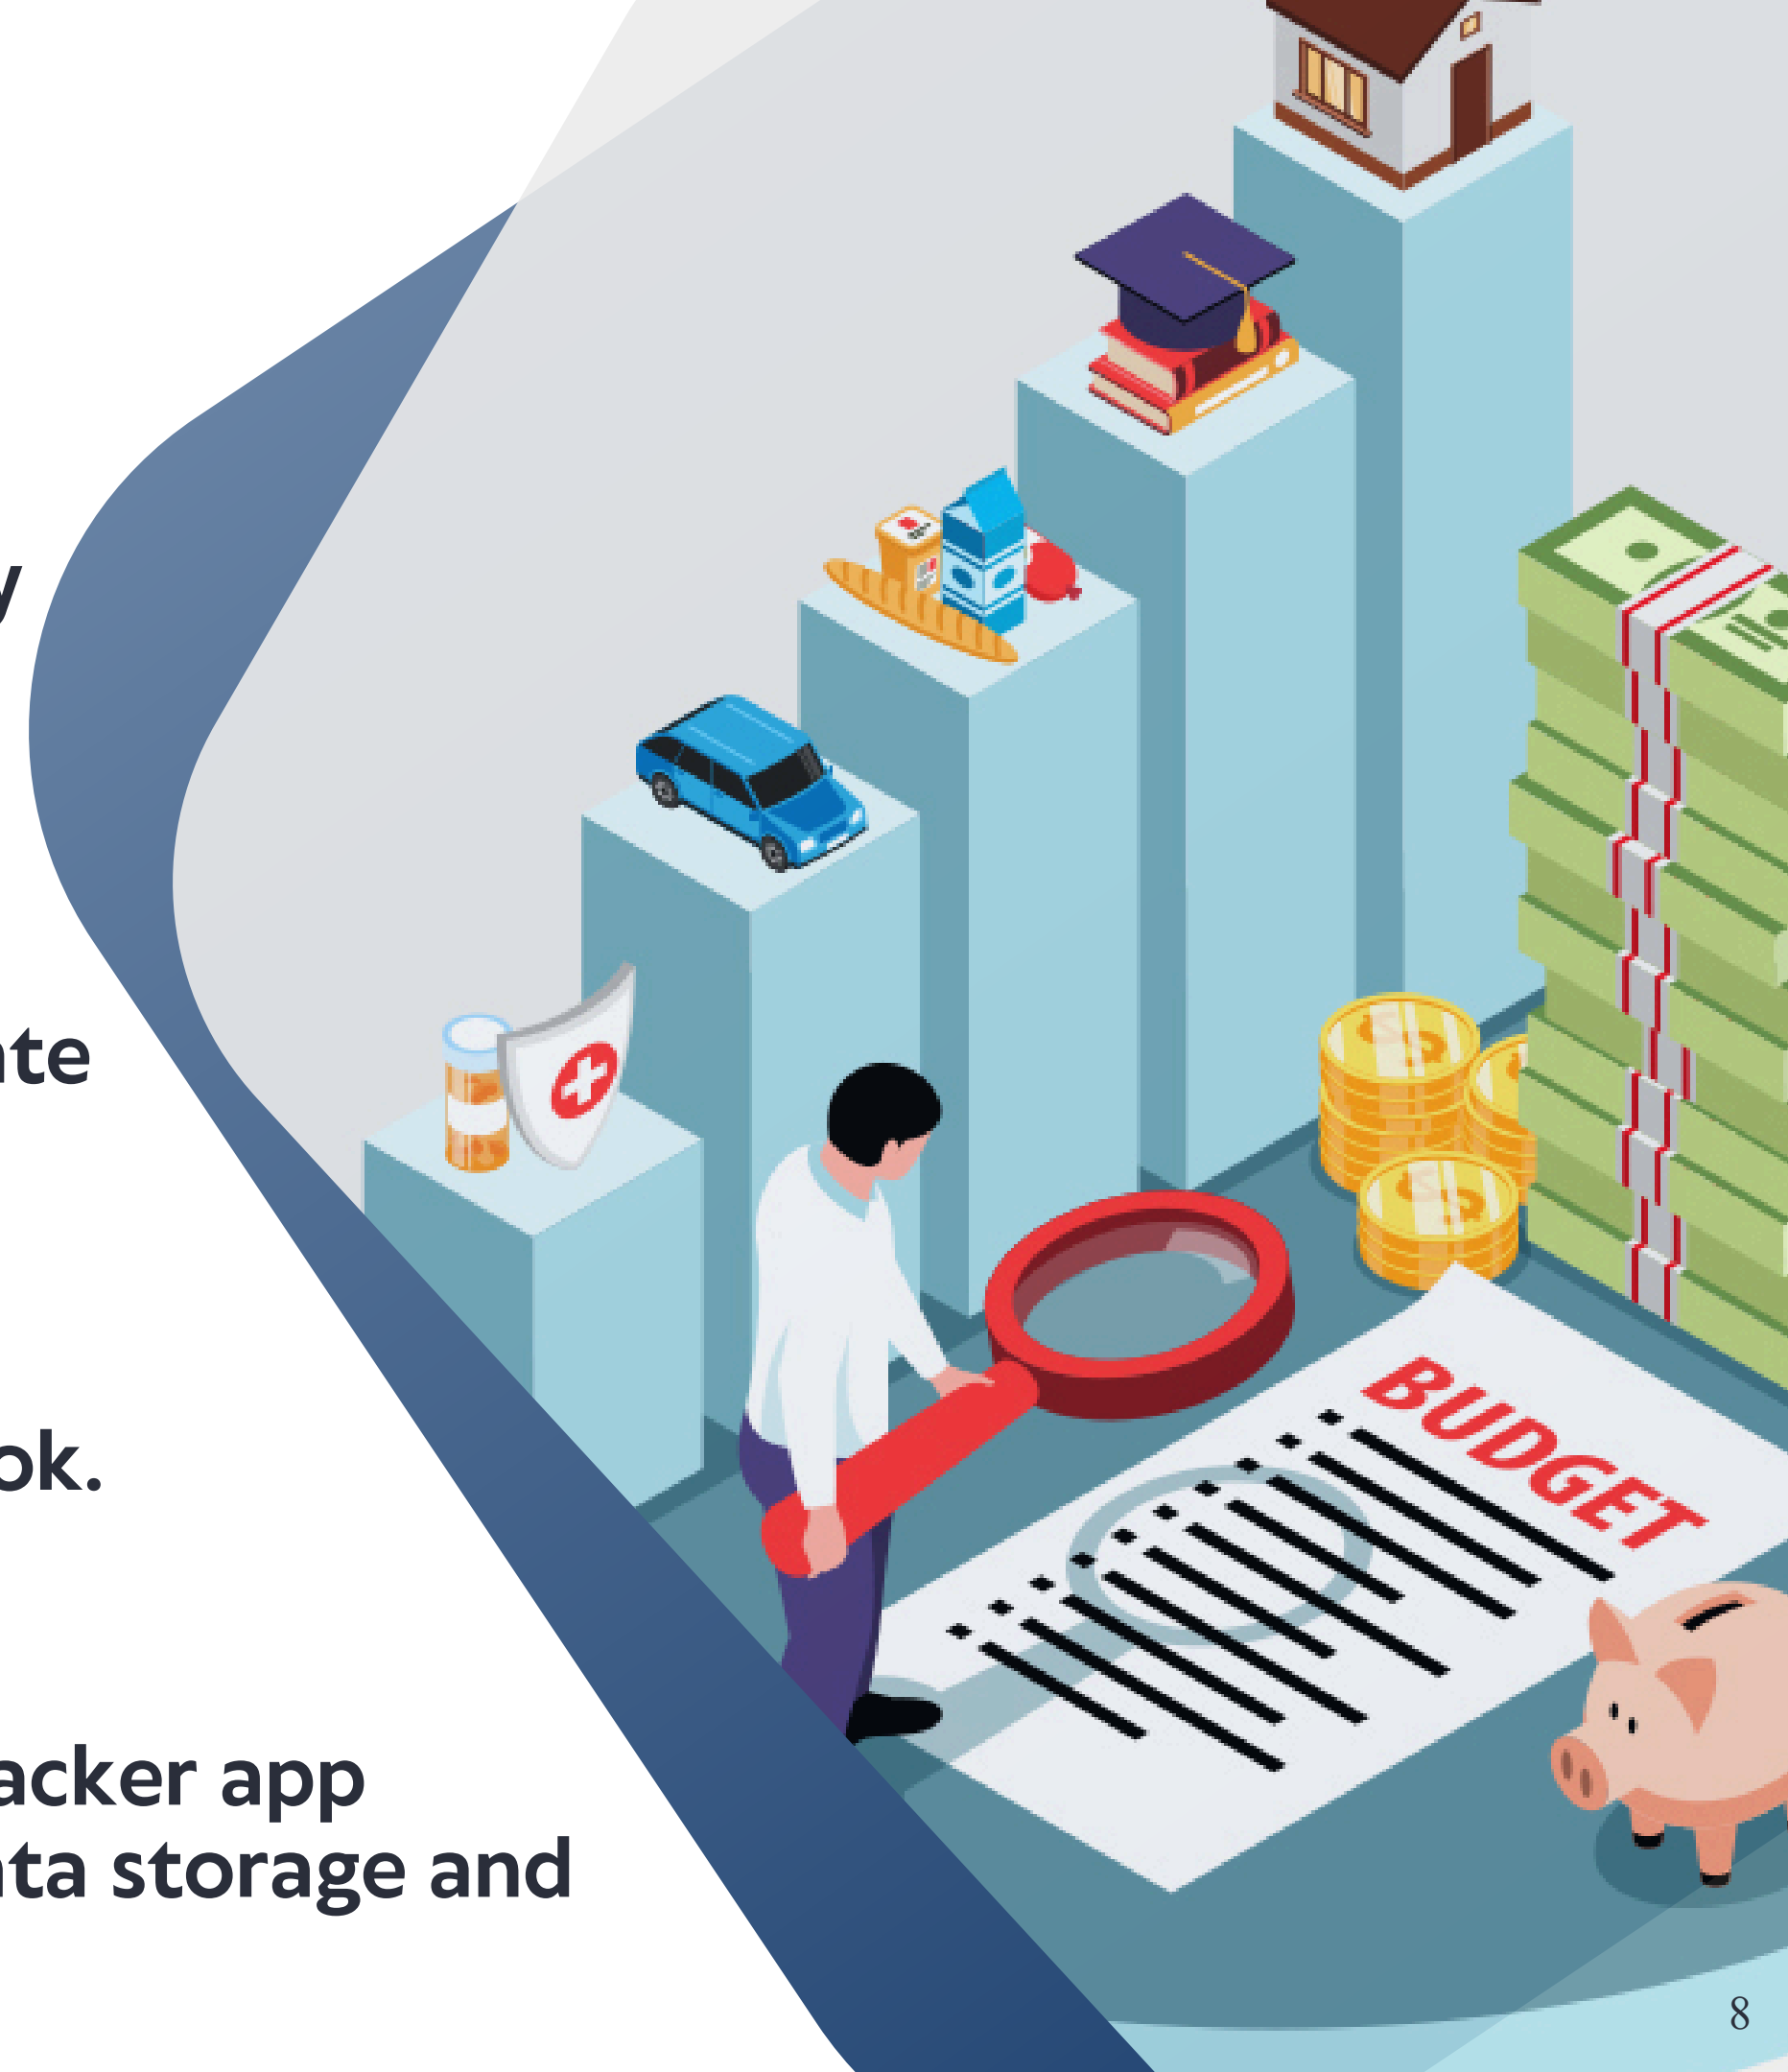 y
ate
ok.
acker app
ata storage and
BUDGET
8